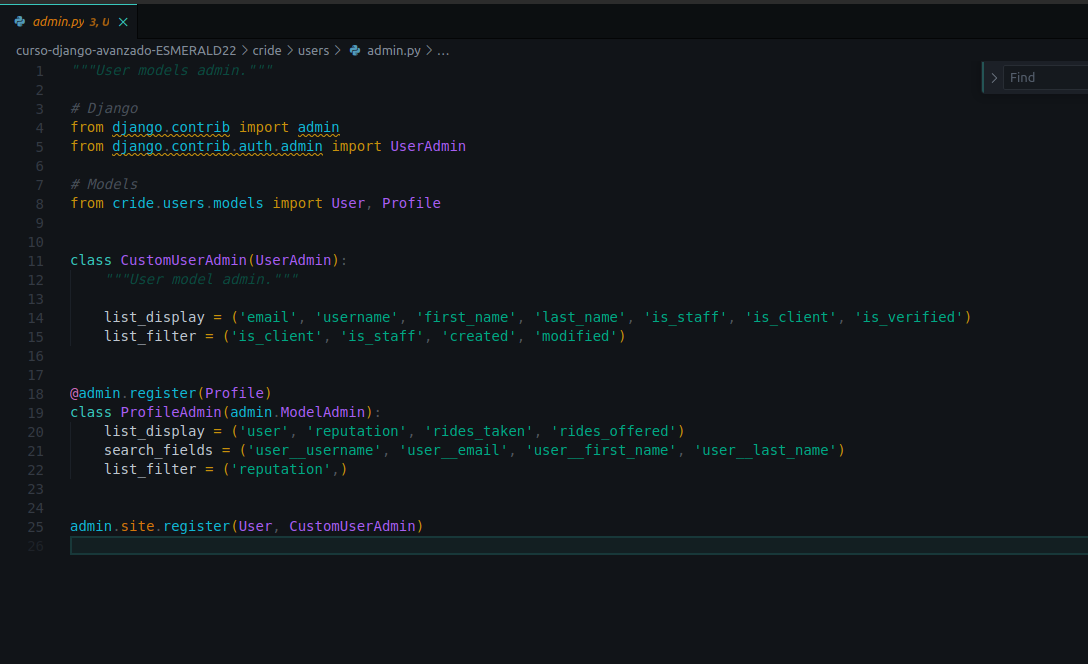 admin.py 3, U
curso-django-avanzado-ESMERALD22 > cride > users > admin.py > ...
Find
1 """User models admin."""
2
3 # Django
4 from django.contrib import admin
5 from django.contrib.auth.admin import UserAdmin
6
7 # Models
8 from cride.users.models import User, Profile
9
10
11 class CustomUserAdmin(UserAdmin):
12     """User model admin."""
13
14     list_display = ('email', 'username', 'first_name', 'last_name', 'is_staff', 'is_client', 'is_verified')
15     list_filter = ('is_client', 'is_staff', 'created', 'modified')
16
17
18 @admin.register(Profile)
19 class ProfileAdmin(admin.ModelAdmin):
20     list_display = ('user', 'reputation', 'rides_taken', 'rides_offered')
21     search_fields = ('user__username', 'user__email', 'user__first_name', 'user__last_name')
22     list_filter = ('reputation',)
23
24
25 admin.site.register(User, CustomUserAdmin)
26